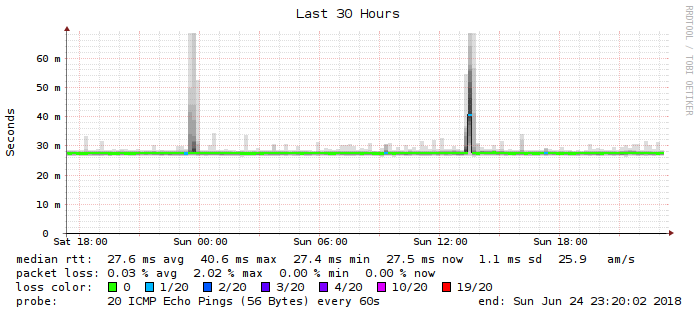 Last 30 Hours
RRDTOOL / TOBI OETIKER
Seconds
60 m
50 m
40 m
30 m
20 m
10 m
0
Sat 18:00 Sun 00:00 Sun 06:00 Sun 12:00 Sun 18:00
median rtt: 27.6 ms avg 40.6 ms max 27.4 ms min 27.5 ms now 1.1 ms sd 25.9 am/s
packet loss: 0.03 % avg 2.02 % max 0.00 % min 0.00 % now
loss color: 0 1/20 2/20 3/20 4/20 10/20 19/20
probe: 20 ICMP Echo Pings (56 Bytes) every 60s end: Sun Jun 24 23:20:02 2018